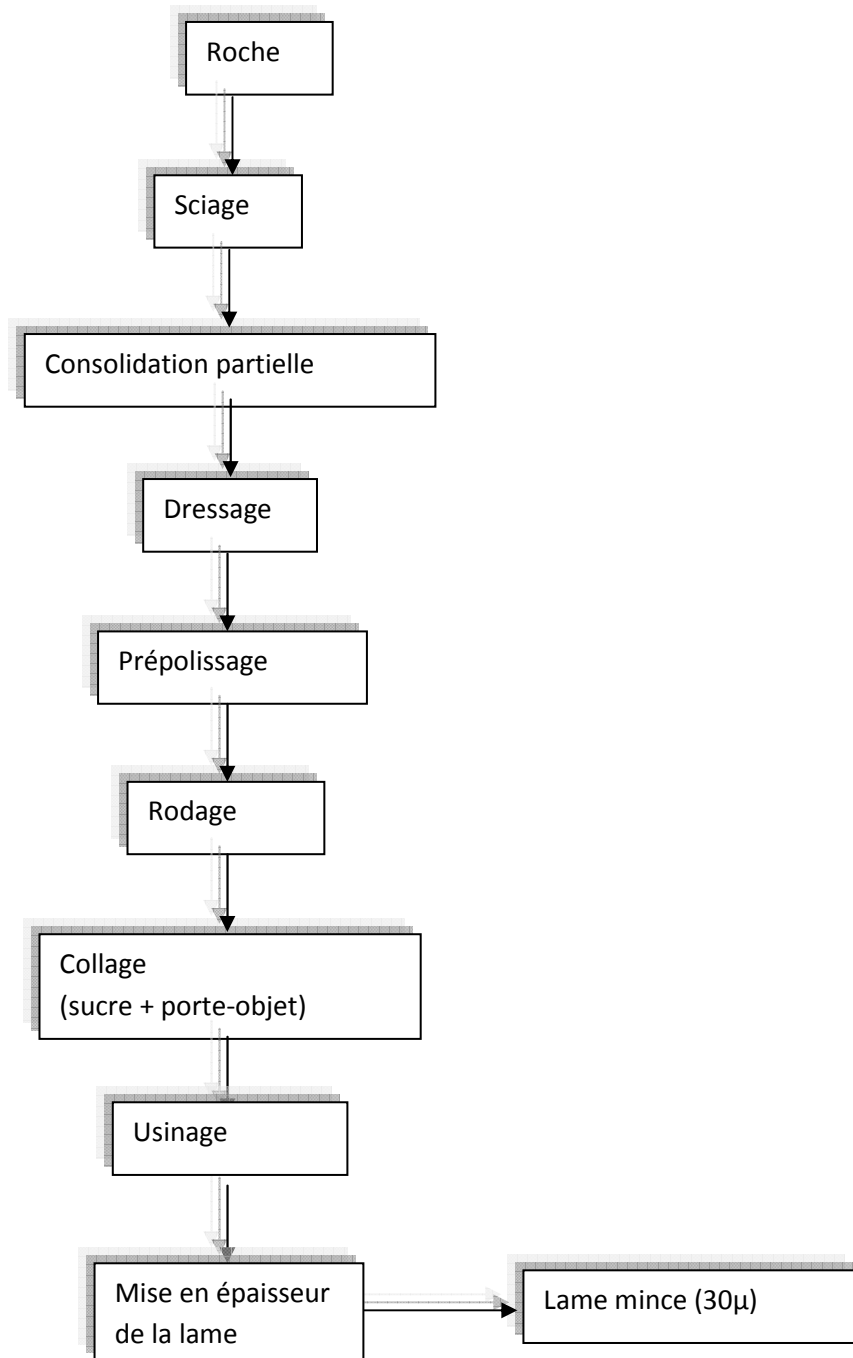 Roche
Sciage
Consolidation partielle
Dressage
Prépolissage
Rodage
Collage
(sucre + porte-objet)
Usinage
Mise en épaisseur
de la lame
Lame mince (30µ)